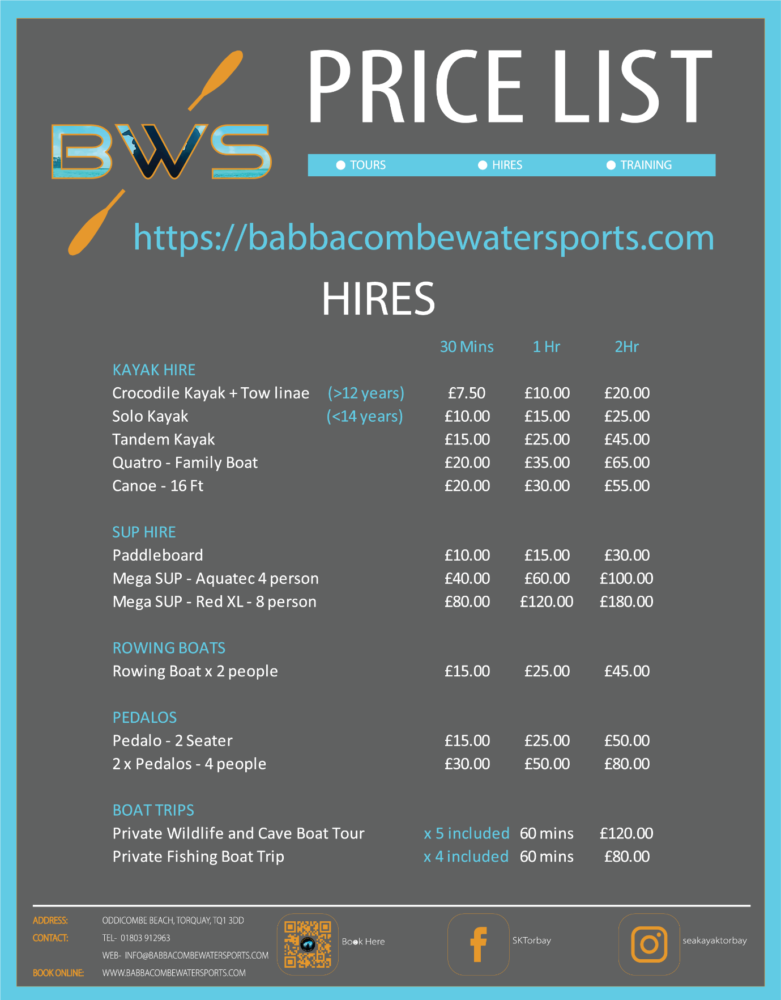 PRICE LIST
BWS
TOURS HIRES TRAINING
https://babbacombewatersports.com
HIRES
30 Mins 1 Hr 2Hr
KAYAK HIRE
Crocodile Kayak + Tow linae (>12 years) £7.50 £10.00 £20.00
Solo Kayak (<14 years) £10.00 £15.00 £25.00
Tandem Kayak £15.00 £25.00 £45.00
Quatro - Family Boat £20.00 £35.00 £65.00
Canoe - 16 Ft £20.00 £30.00 £55.00
SUP HIRE
Paddleboard £10.00 £15.00 £30.00
Mega SUP - Aquatec 4 person £40.00 £60.00 £100.00
Mega SUP - Red XL - 8 person £80.00 £120.00 £180.00
ROWING BOATS
Rowing Boat x 2 people £15.00 £25.00 £45.00
PEDALOS
Pedalo - 2 Seater £15.00 £25.00 £50.00
2 x Pedalos - 4 people £30.00 £50.00 £80.00
BOAT TRIPS
Private Wildlife and Cave Boat Tour x 5 included 60 mins £120.00
Private Fishing Boat Trip x 4 included 60 mins £80.00
ADDRESS: ODDICOMBE BEACH, TORQUAY, TQ1 3DD
CONTACT: TEL- 01803 912963
WEB- INFO@BABBACOMBEWATERSPORTS.COM
BOOK ONLINE: WWW.BABBACOMBEWATERSPORTS.COM
Book Here
SKTorbay
seakayaktorbay